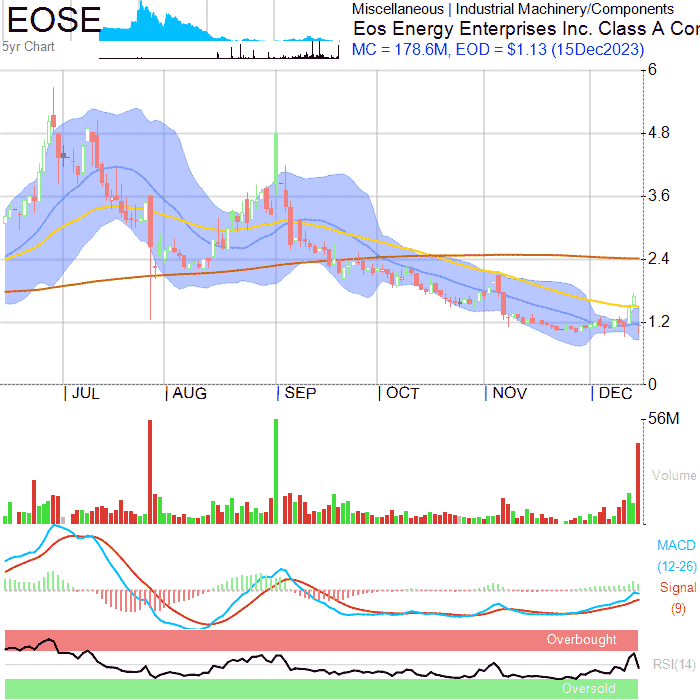 EOSE
5yr Chart
Miscellaneous | Industrial Machinery/Components
Eos Energy Enterprises Inc. Class A Cor
MC = 178.6M, EOD = $1.13 (15Dec2023)
6
4.8
3.6
2.4
1.2
0
JUL AUG SEP OCT NOV DEC
56M
Volume
MACD
(12-26)
Signal
(9)
Overbought
RSI(14)
Oversold